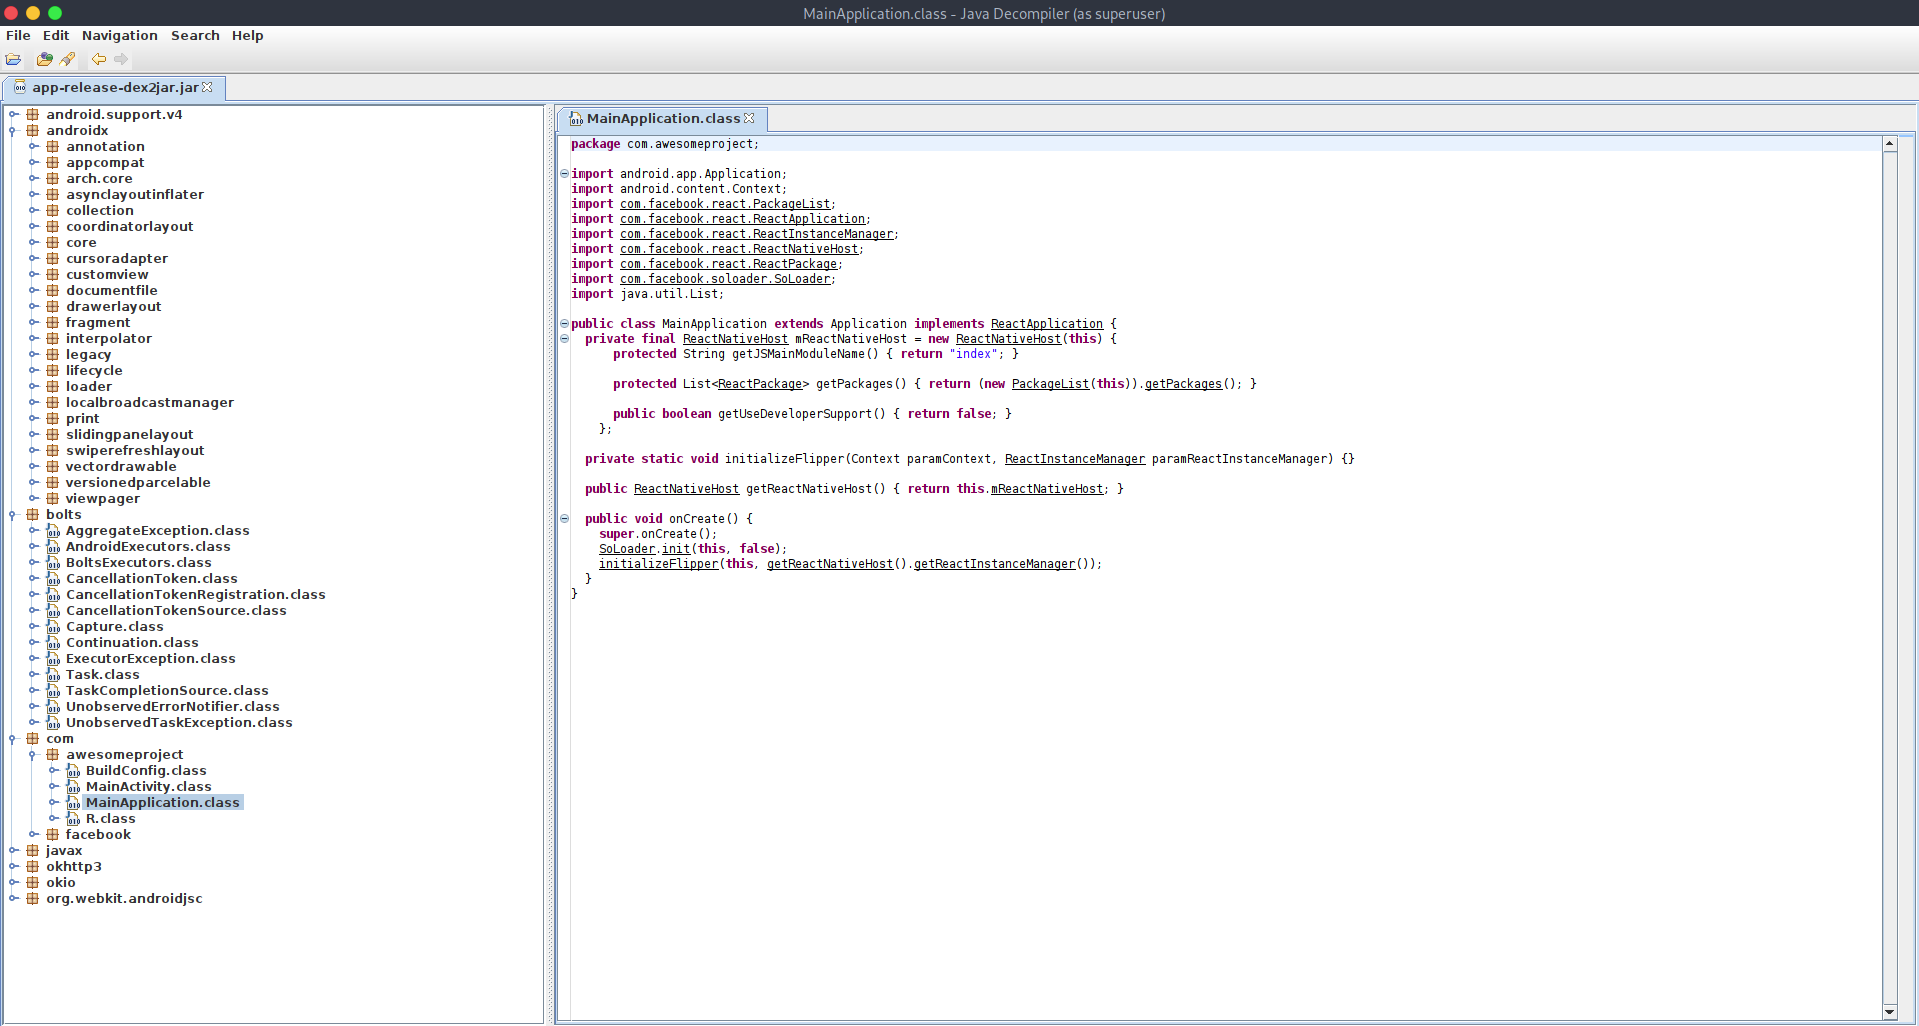 MainApplication.class - Java Decompiler (as superuser)
File Edit Navigation Search Help
app-release-dex2jar.jar
android.support.v4
androidx
annotation
appcompat
arch.core
asynclayoutinflater
collection
coordinatorlayout
core
cursoradapter
customview
documentfile
drawerlayout
fragment
interpolator
legacy
lifecycle
loader
localbroadcastmanager
print
slidingpanelayout
swiperefreshlayout
vectordrawable
versionedparcelable
viewpager
bolts
AggregateException.class
AndroidExecutors.class
BoltsExecutors.class
CancellationToken.class
CancellationTokenRegistration.class
CancellationTokenSource.class
Capture.class
Continuation.class
ExecutorException.class
Task.class
TaskCompletionSource.class
UnobservedErrorNotifier.class
UnobservedTaskException.class
com
awesomeproject
BuildConfig.class
MainActivity.class
MainApplication.class
R.class
facebook
javax
okhttp3
okio
org.webkit.androidjsc
MainApplication.class
package com.awesomeproject;
import android.app.Application;
import android.content.Context;
import com.facebook.react.PackageList;
import com.facebook.react.ReactApplication;
import com.facebook.react.ReactInstanceManager;
import com.facebook.react.ReactNativeHost;
import com.facebook.react.ReactPackage;
import com.facebook.soloader.SoLoader;
import java.util.List;
public class MainApplication extends Application implements ReactApplication {
private final ReactNativeHost mReactNativeHost = new ReactNativeHost(this) {
protected String getJSMainModuleName() { return "index"; }
protected List<ReactPackage> getPackages() { return (new PackageList(this)).getPackages(); }
public boolean getUseDeveloperSupport() { return false; }
};
private static void initializeFlipper(Context paramContext, ReactInstanceManager paramReactInstanceManager) {}
public ReactNativeHost getReactNativeHost() { return this.mReactNativeHost; }
public void onCreate() {
super.onCreate();
SoLoader.init(this, false);
initializeFlipper(this, getReactNativeHost().getReactInstanceManager());
}
}